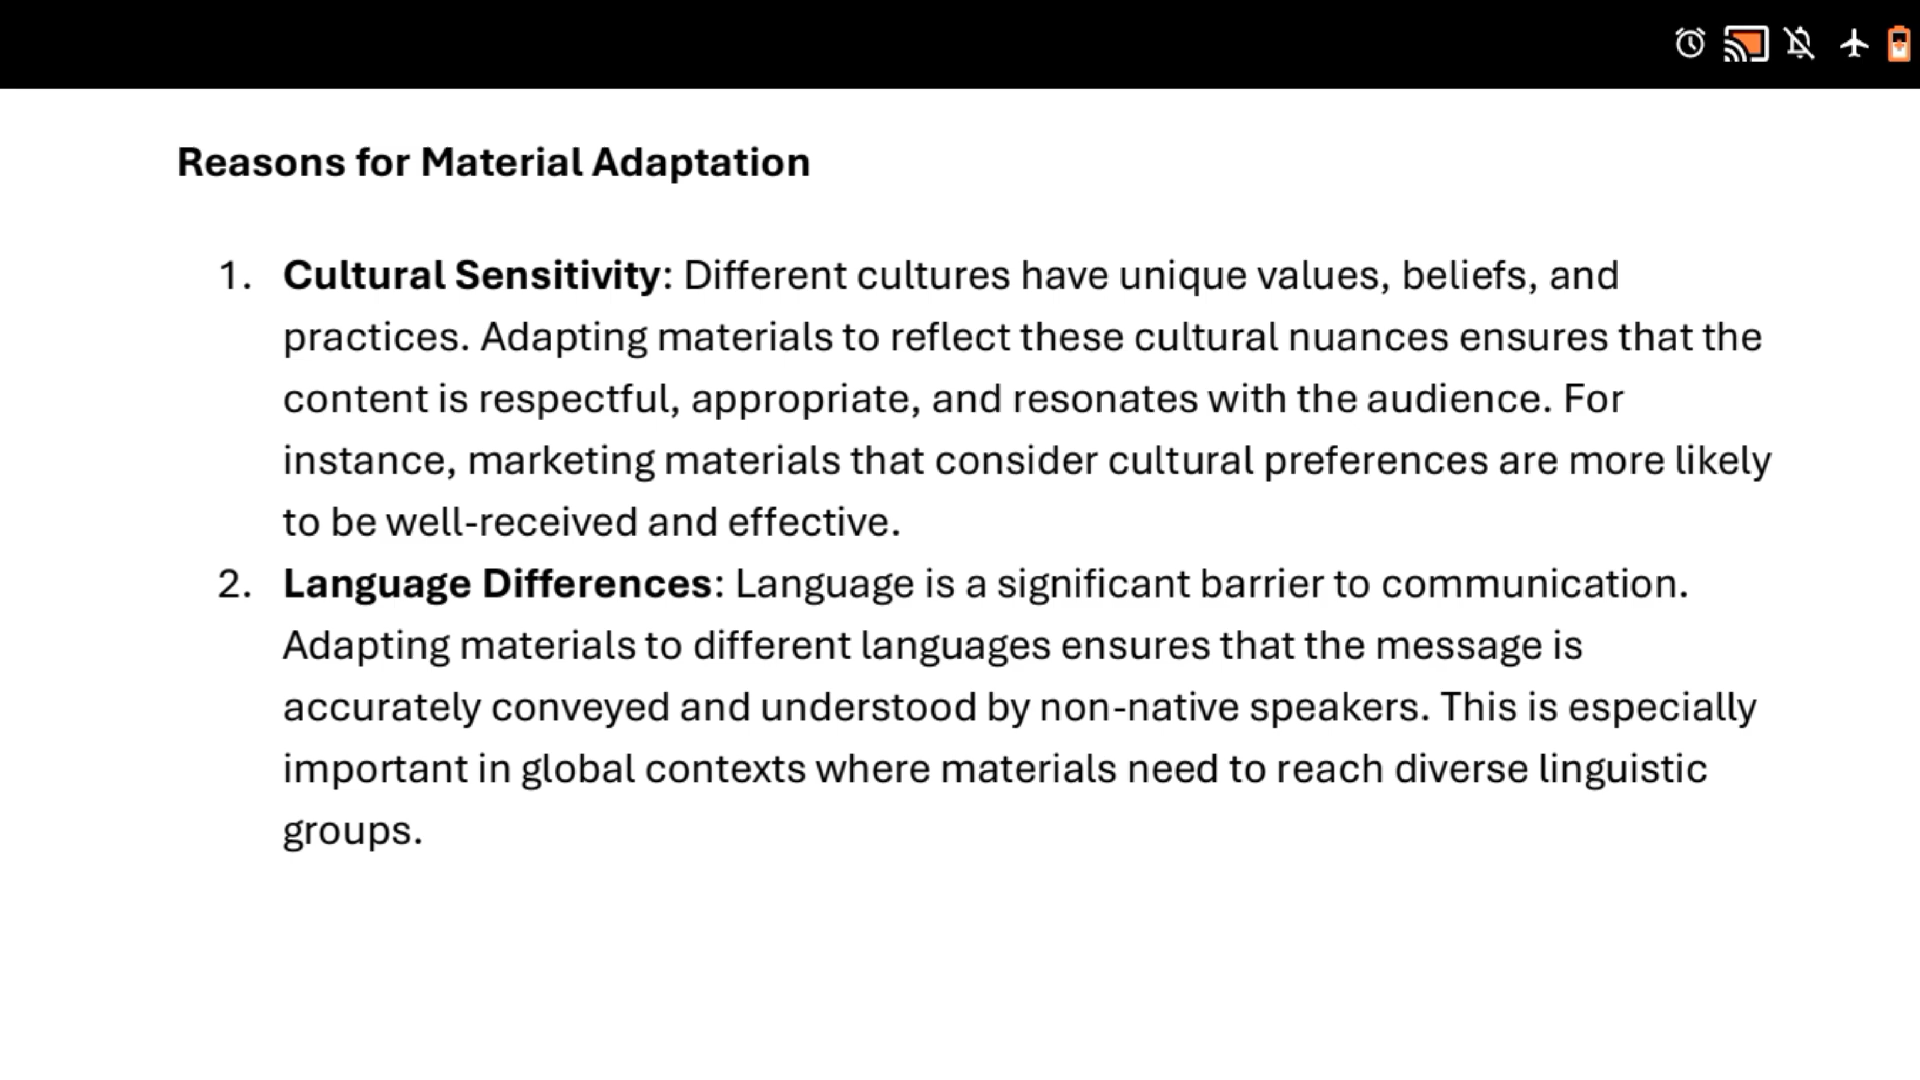 Reasons for Material Adaptation
1. Cultural Sensitivity: Different cultures have unique values, beliefs, and
practices. Adapting materials to reflect these cultural nuances ensures that the
content is respectful, appropriate, and resonates with the audience. For
instance, marketing materials that consider cultural preferences are more likely
to be well-received and effective.
2. Language Differences: Language is a significant barrier to communication.
Adapting materials to different languages ensures that the message is
accurately conveyed and understood by non-native speakers. This is especially
important in global contexts where materials need to reach diverse linguistic
groups.